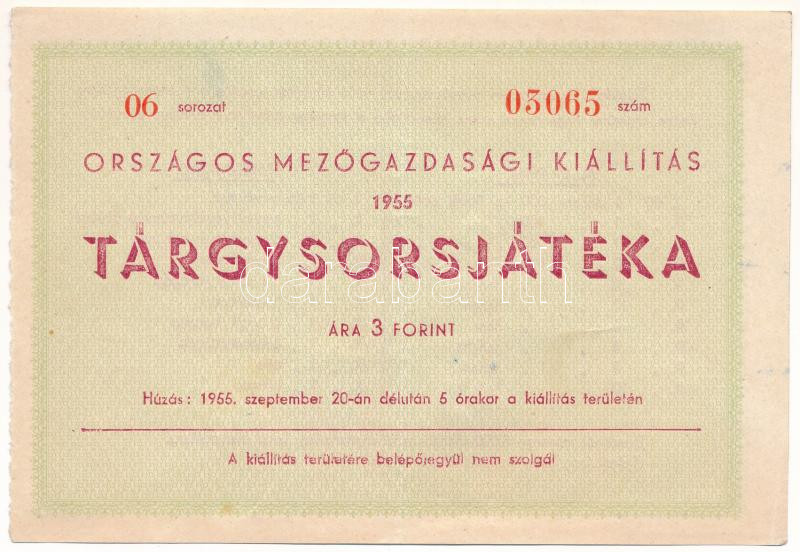 06 sorozat 03065 szám
ORSZÁGOS MEZŐGAZDASÁGI KIÁLLÍTÁS
1955
TÁRGYSORSJÁTÉKA
darabanth
ÁRA 3 FORINT
Húzás: 1955. szeptember 20-án délután 5 órakor a kiállítás területén
A kiállítás területére belépőjegyül nem szolgál